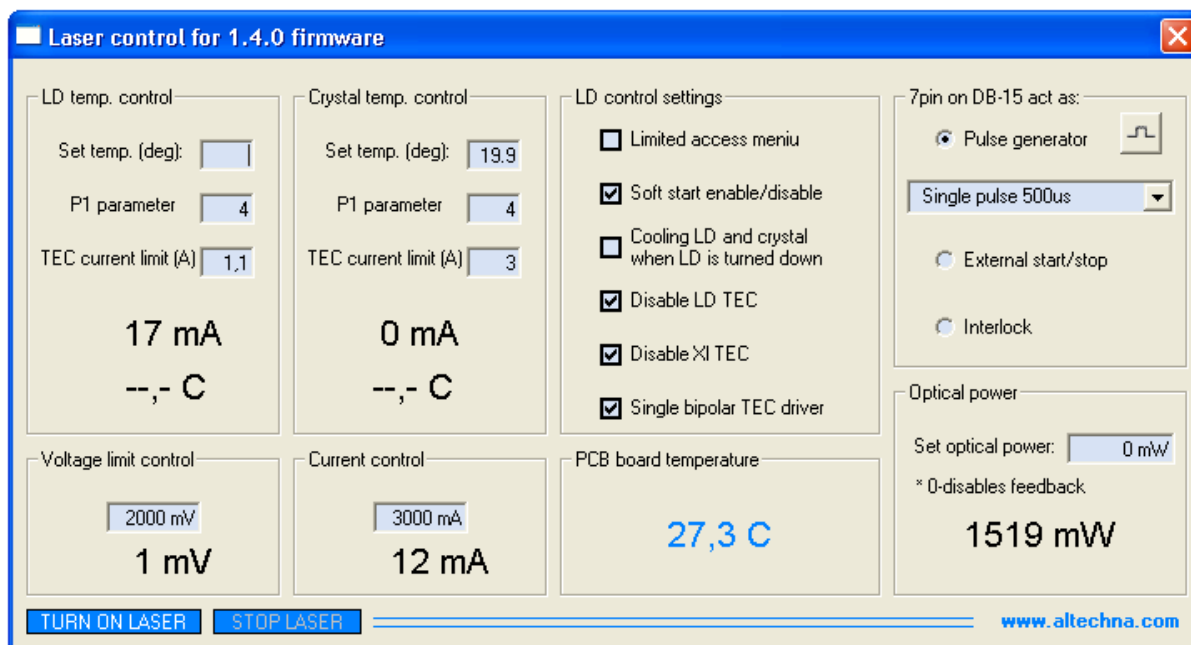 Laser control for 1.4.0 firmware
LD temp. control
Set temp. (deg):
P1 parameter 4
TEC current limit (A) 1,1
17 mA
--,- C
Crystal temp. control
Set temp. (deg): 19.9
P1 parameter 4
TEC current limit (A) 3
0 mA
--,- C
LD control settings
Limited access meniu
Soft start enable/disable
Cooling LD and crystal
when LD is turned down
Disable LD TEC
Disable XI TEC
Single bipolar TEC driver
7pin on DB-15 act as:
Pulse generator
Single pulse 500us
External start/stop
Interlock
Voltage limit control
2000 mV
1 mV
Current control
3000 mA
12 mA
PCB board temperature
27,3 C
Optical power
Set optical power: 0 mW
* 0-disables feedback
1519 mW
TURN ON LASER
STOP LASER
www.altechna.com